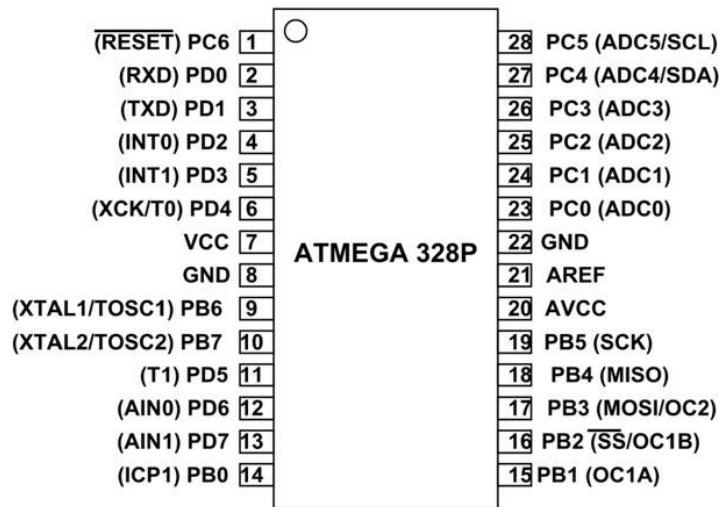 (RESET) PC6 1
(RXD) PD0 2
(TXD) PD1 3
(INT0) PD2 4
(INT1) PD3 5
(XCK/T0) PD4 6
VCC 7
GND 8
(XTAL1/TOSC1) PB6 9
(XTAL2/TOSC2) PB7 10
(T1) PD5 11
(AIN0) PD6 12
(AIN1) PD7 13
(ICP1) PB0 14
ATMEGA 328P
28 PC5 (ADC5/SCL)
27 PC4 (ADC4/SDA)
26 PC3 (ADC3)
25 PC2 (ADC2)
24 PC1 (ADC1)
23 PC0 (ADC0)
22 GND
21 AREF
20 AVCC
19 PB5 (SCK)
18 PB4 (MISO)
17 PB3 (MOSI/OC2)
16 PB2 (SS/OC1B)
15 PB1 (OC1A)